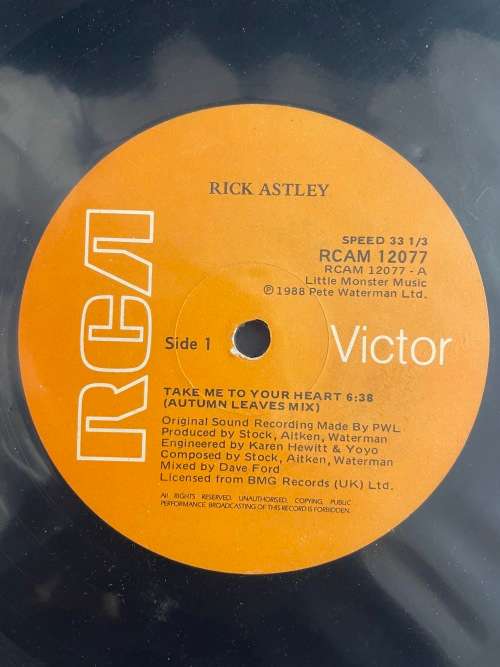 RICK ASTLEY
SPEED 33 1/3
RCAM 12077
RCAM 12077 - A
Little Monster Music
℗ 1988 Pete Waterman Ltd.
RCA
Side 1
Victor
TAKE ME TO YOUR HEART 6:38
(AUTUMN LEAVES MIX)
Original Sound Recording Made By PWL
Produced by Stock, Aitken, Waterman
Engineered by Karen Hewitt & Yoyo
Composed by Stock, Aitken, Waterman
Mixed by Dave Ford
Licensed from BMG Records (UK) Ltd.
All RIGHTS RESERVED. UNAUTHORISED, COPYING, PUBLIC
PERFORMANCE BROADCASTING OF THIS RECORD IS FORBIDDEN.